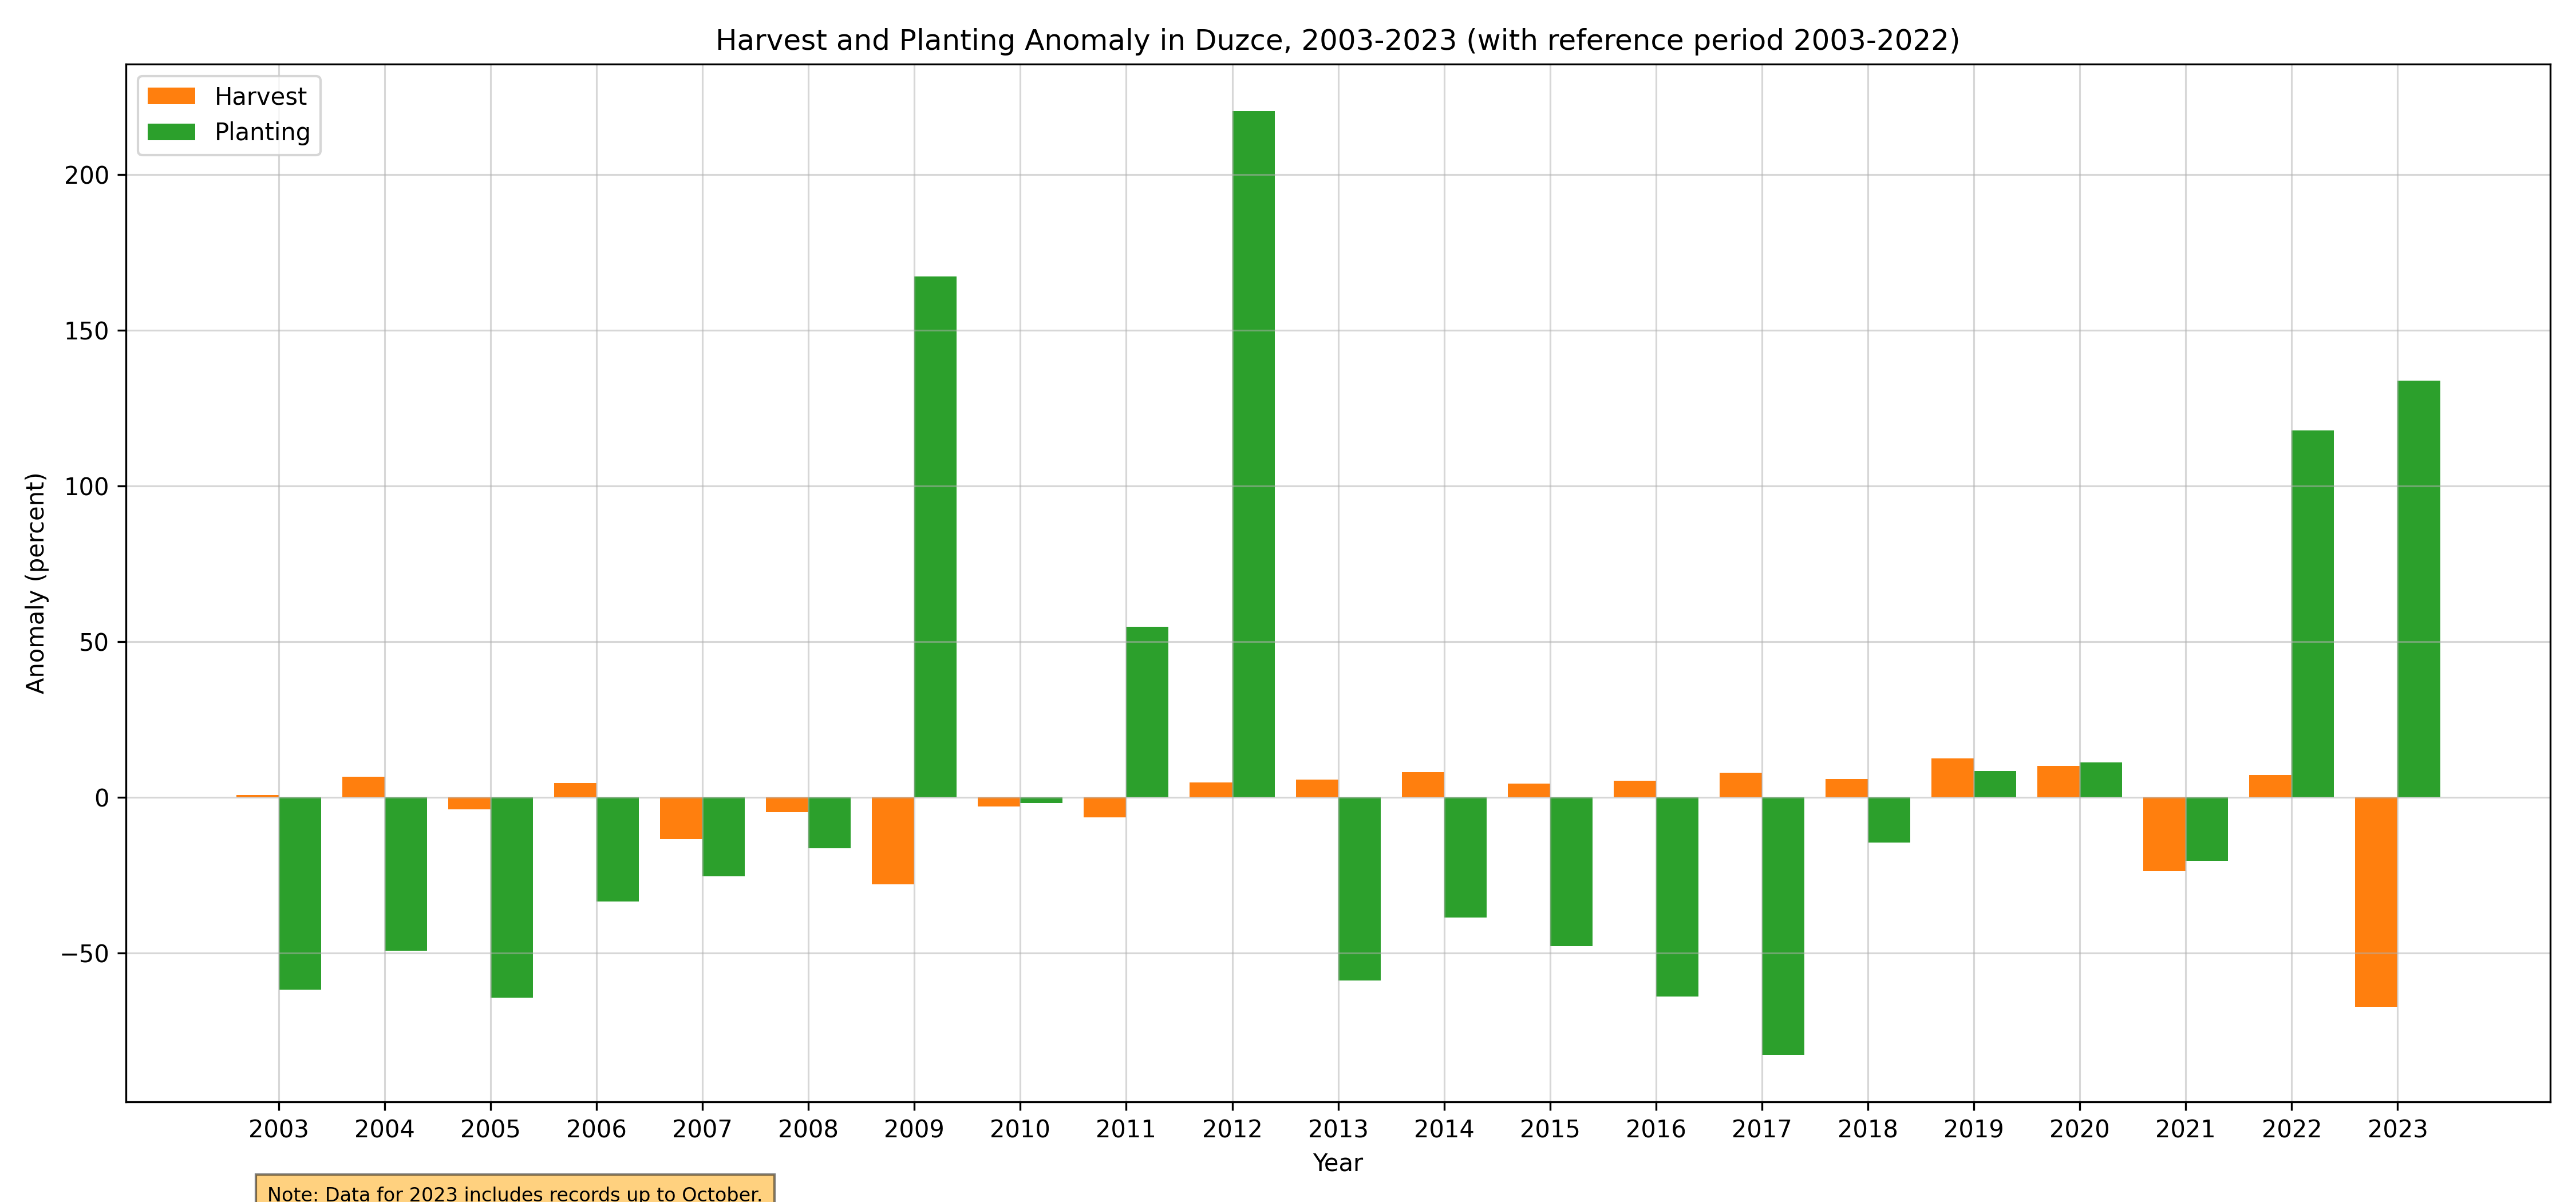 Harvest and Planting Anomaly in Duzce, 2003-2023 (with reference period 2003-2022)
Harvest
Planting
200
150
100
50
0
−50
Anomaly (percent)
2003 2004 2005 2006 2007 2008 2009 2010 2011 2012 2013 2014 2015 2016 2017 2018 2019 2020 2021 2022 2023
Year
Note: Data for 2023 includes records up to October.